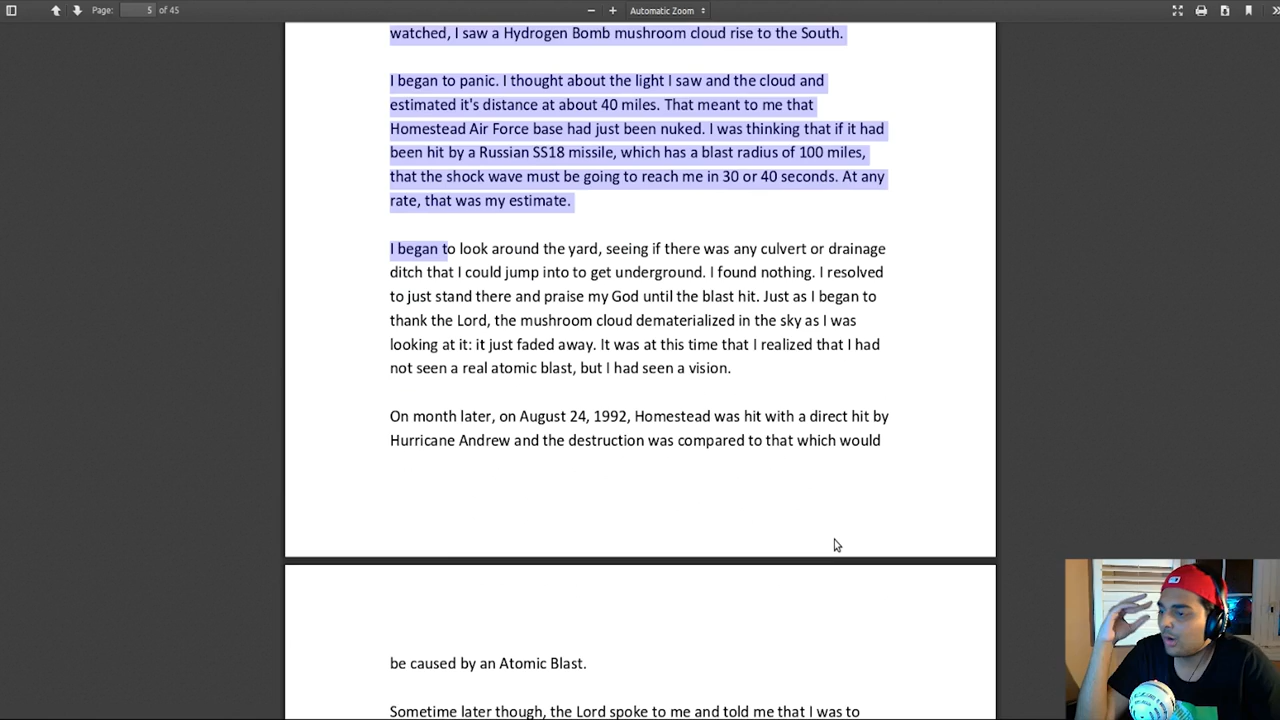 Page:
5
of 45
Automatic Zoom
watched, I saw a Hydrogen Bomb mushroom cloud rise to the South.
I began to panic. I thought about the light I saw and the cloud and
estimated it's distance at about 40 miles. That meant to me that
Homestead Air Force base had just been nuked. I was thinking that if it had
been hit by a Russian SS18 missile, which has a blast radius of 100 miles,
that the shock wave must be going to reach me in 30 or 40 seconds. At any
rate, that was my estimate.
I began to look around the yard, seeing if there was any culvert or drainage
ditch that I could jump into to get underground. I found nothing. I resolved
to just stand there and praise my God until the blast hit. Just as I began to
thank the Lord, the mushroom cloud dematerialized in the sky as I was
looking at it: it just faded away. It was at this time that I realized that I had
not seen a real atomic blast, but I had seen a vision.
On month later, on August 24, 1992, Homestead was hit with a direct hit by
Hurricane Andrew and the destruction was compared to that which would
be caused by an Atomic Blast.
Sometime later though, the Lord spoke to me and told me that I was to